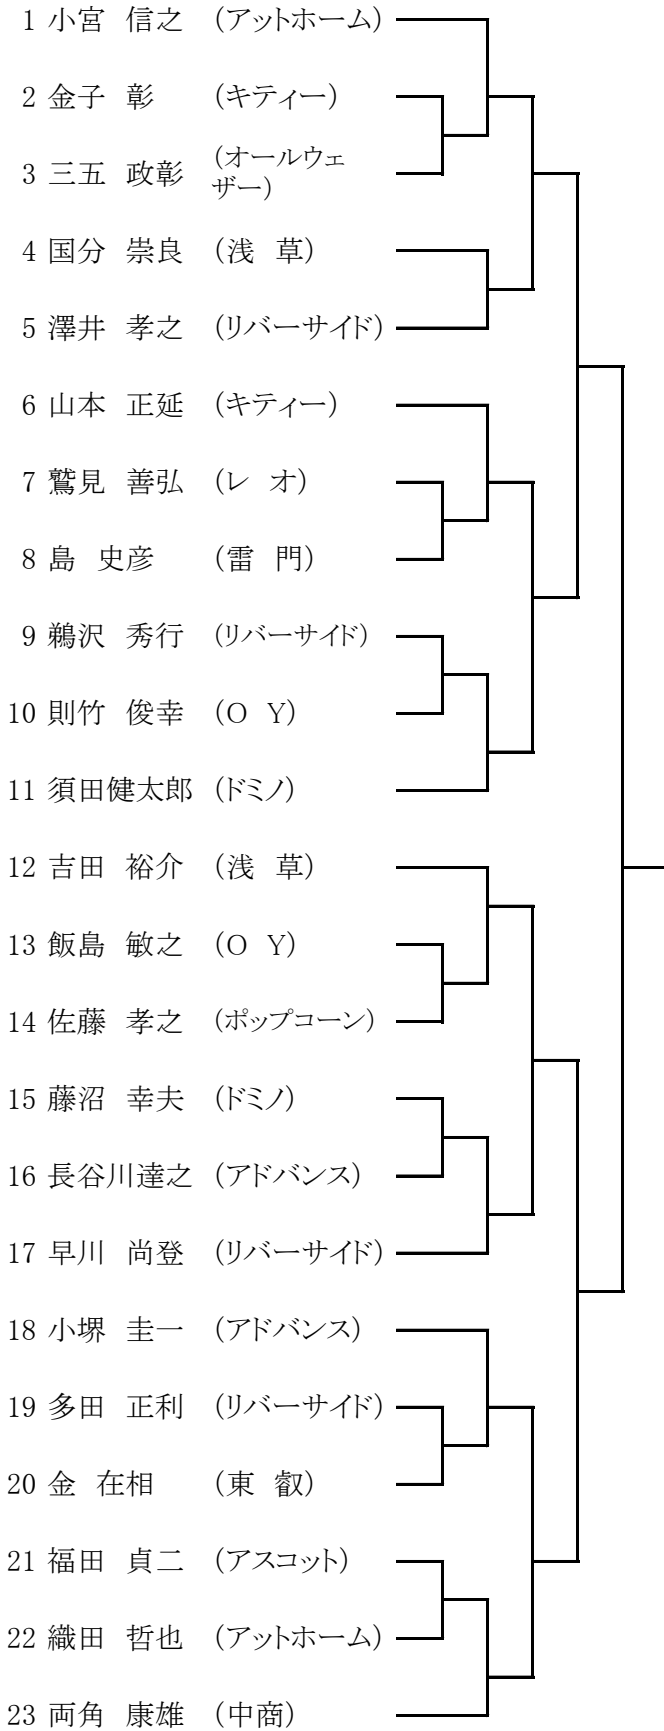 1 小宮 信之 (アットホーム)
2 金子 彰 (キティー)
3 三五 政彰 (オールウェ
ザー)
4 国分 崇良 (浅 草)
5 澤井 孝之 (リバーサイド)
6 山本 正延 (キティー)
7 鷲見 善弘 (レ オ)
8 島 史彦 (雷 門)
9 鵜沢 秀行 (リバーサイド)
10 則竹 俊幸 (O Y)
11 須田健太郎 (ドミノ)
12 吉田 裕介 (浅 草)
13 飯島 敏之 (O Y)
14 佐藤 孝之 (ポップコーン)
15 藤沼 幸夫 (ドミノ)
16 長谷川達之 (アドバンス)
17 早川 尚登 (リバーサイド)
18 小堺 圭一 (アドバンス)
19 多田 正利 (リバーサイド)
20 金 在相 (東 叡)
21 福田 貞二 (アスコット)
22 織田 哲也 (アットホーム)
23 両角 康雄 (中商)